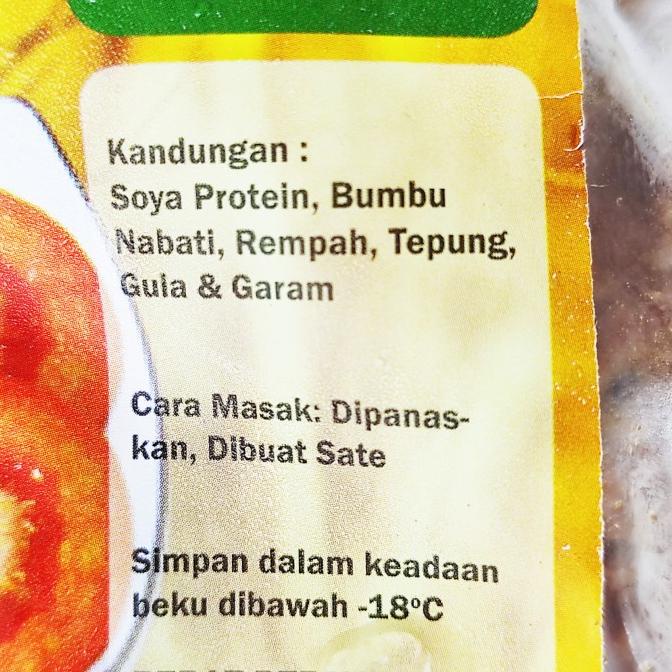 Kandungan :
Soya Protein, Bumbu
Nabati, Rempah, Tepung,
Gula & Garam
Cara Masak: Dipanas-
kan, Dibuat Sate
Simpan dalam keadaan
beku dibawah -18°C